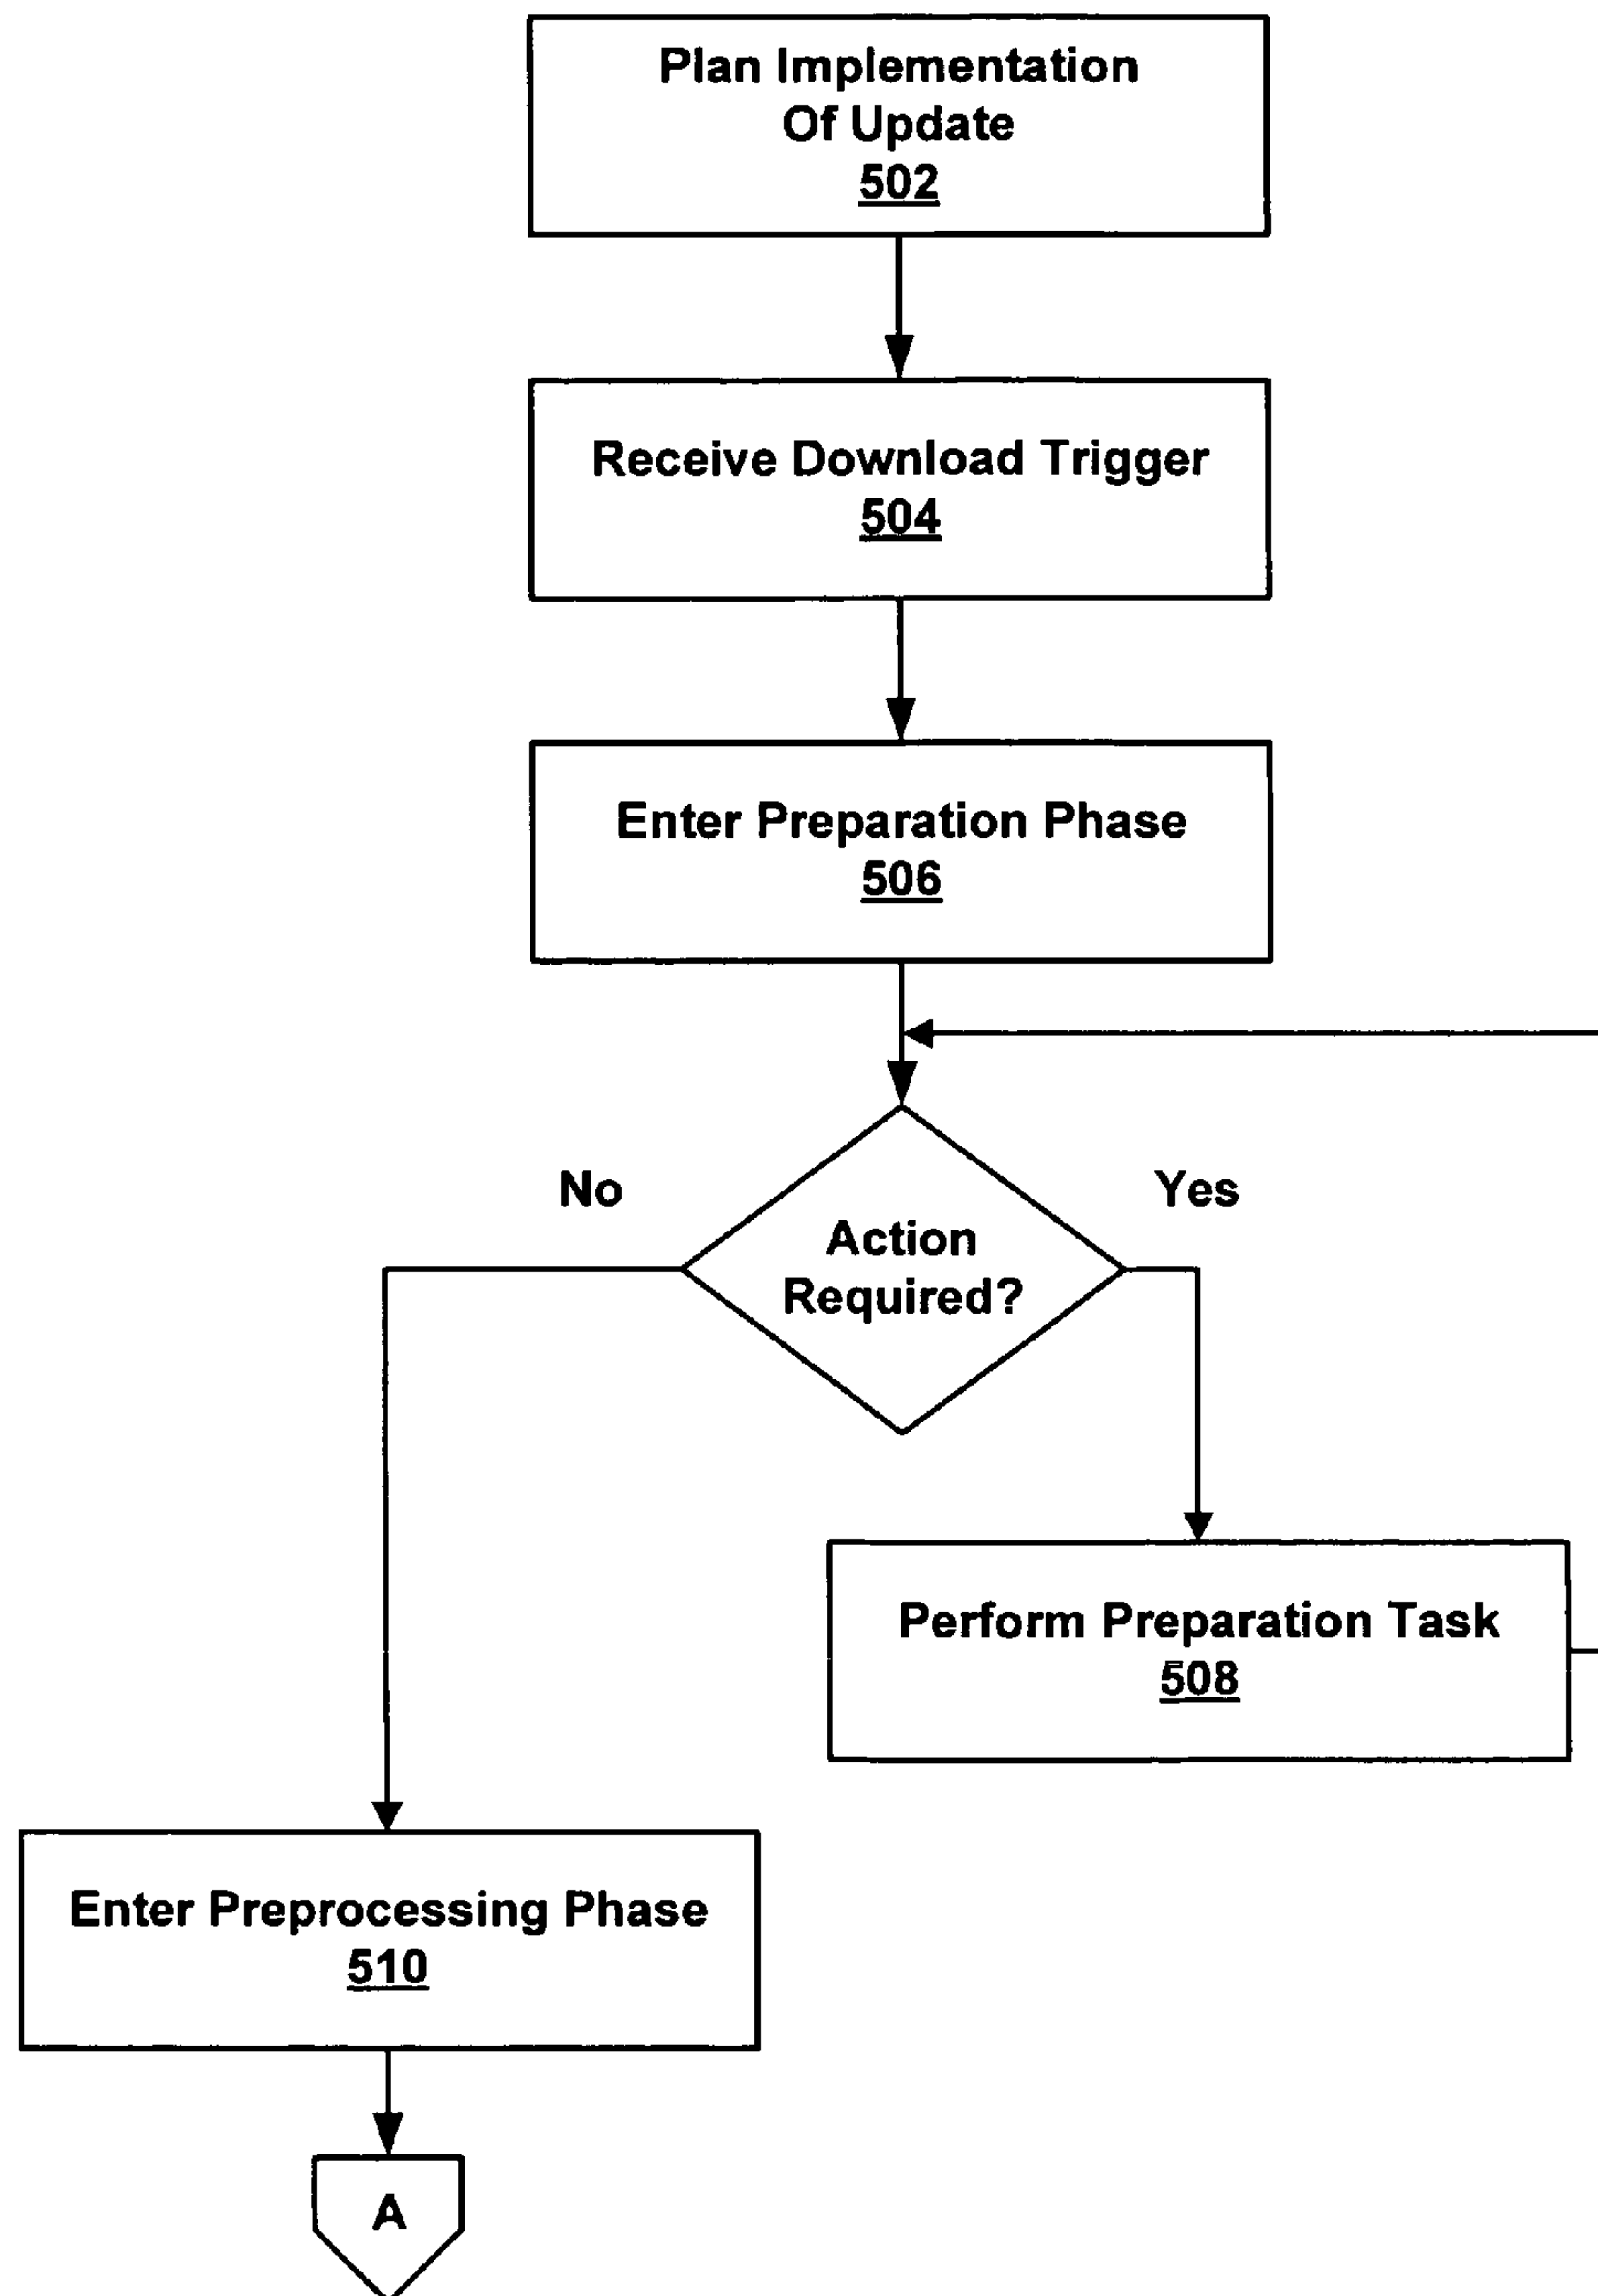 Plan Implementation
Of Update
502
Receive Download Trigger
504
Enter Preparation Phase
506
No
Yes
Action
Required?
Perform Preparation Task
508
Enter Preprocessing Phase
510
A